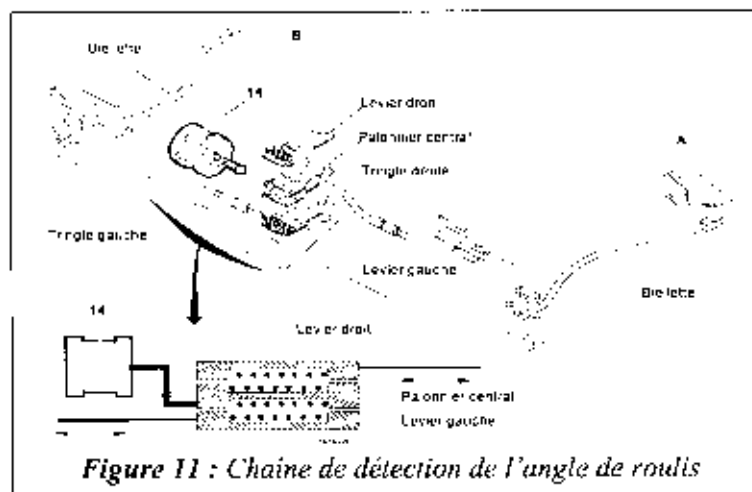 B
Biellette
14
Levier droit
Palonnier central
Tringle droite
A
Tringle gauche
Levier gauche
Biellette
14
Levier droit
Palonnier central
Levier gauche
Figure 11 : Chaîne de détection de l'angle de roulis